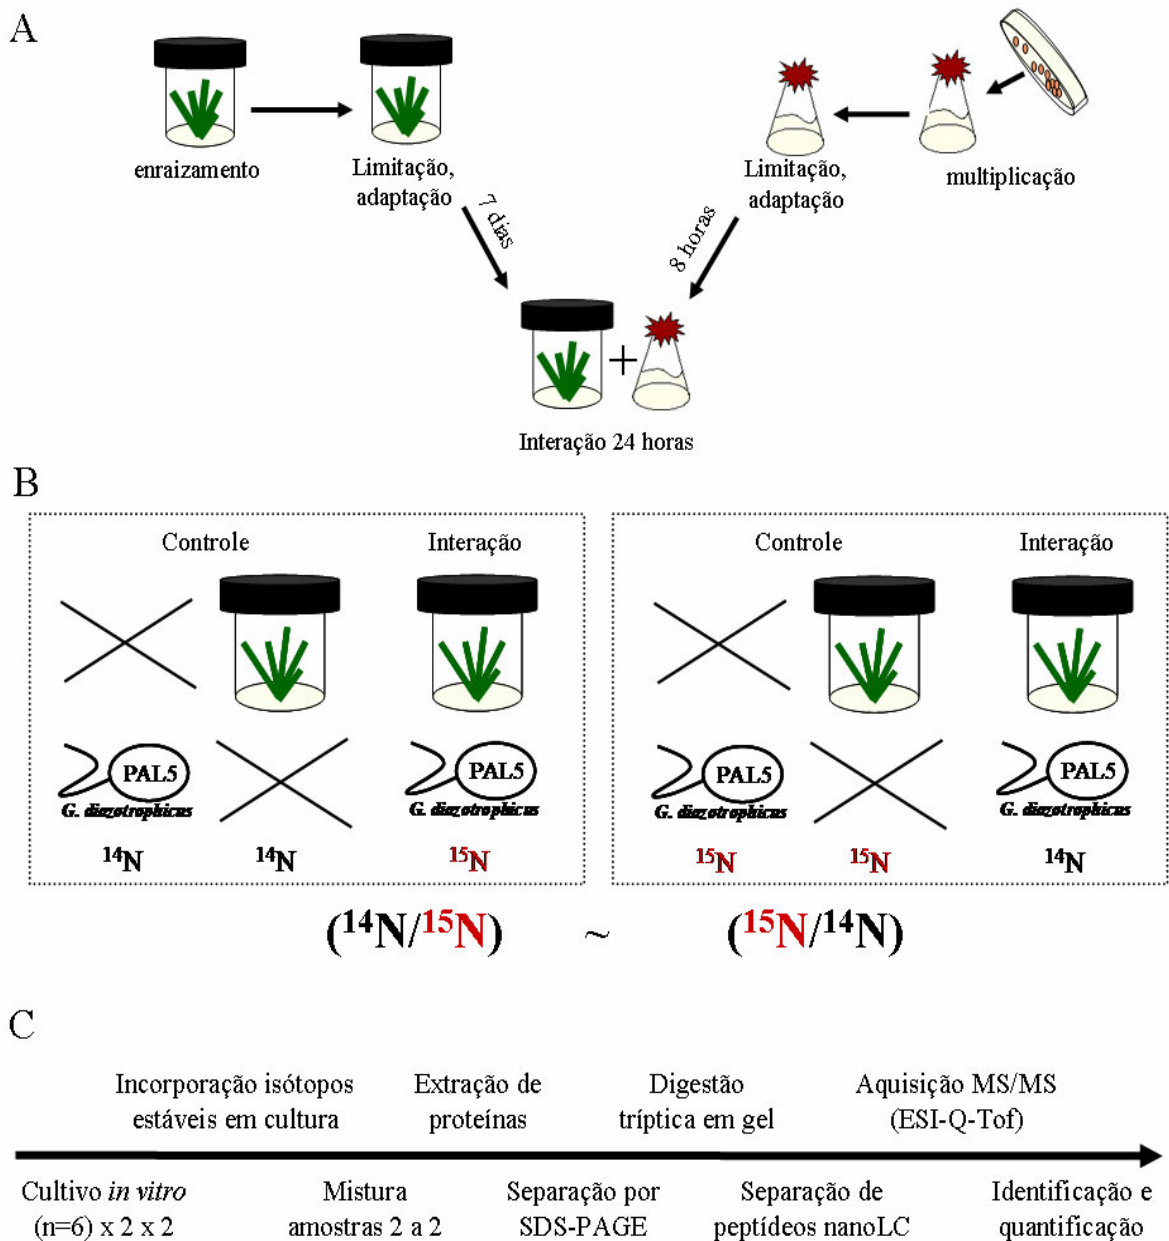 A
enraizamento
Limitação,
adaptação
Limitação,
adaptação
multiplicação
7 dias
8 horas
+
Interação 24 horas
B
Controle
Interação
Controle
Interação
PAL5
G. diazotrophicus
PAL5
G. diazotrophicus
PAL5
G. diazotrophicus
PAL5
G. diazotrophicus
¹⁴N
¹⁴N
¹⁵N
¹⁵N
¹⁵N
¹⁴N
(¹⁴N/¹⁵N) ~ (¹⁵N/¹⁴N)
C
Incorporação isótopos
estáveis em cultura
Extração de
proteínas
Digestão
tríptica em gel
Aquisição MS/MS
(ESI-Q-Tof)
Cultivo in vitro
(n=6) x 2 x 2
Mistura
amostras 2 a 2
Separação por
SDS-PAGE
Separação de
peptídeos nanoLC
Identificação e
quantificação